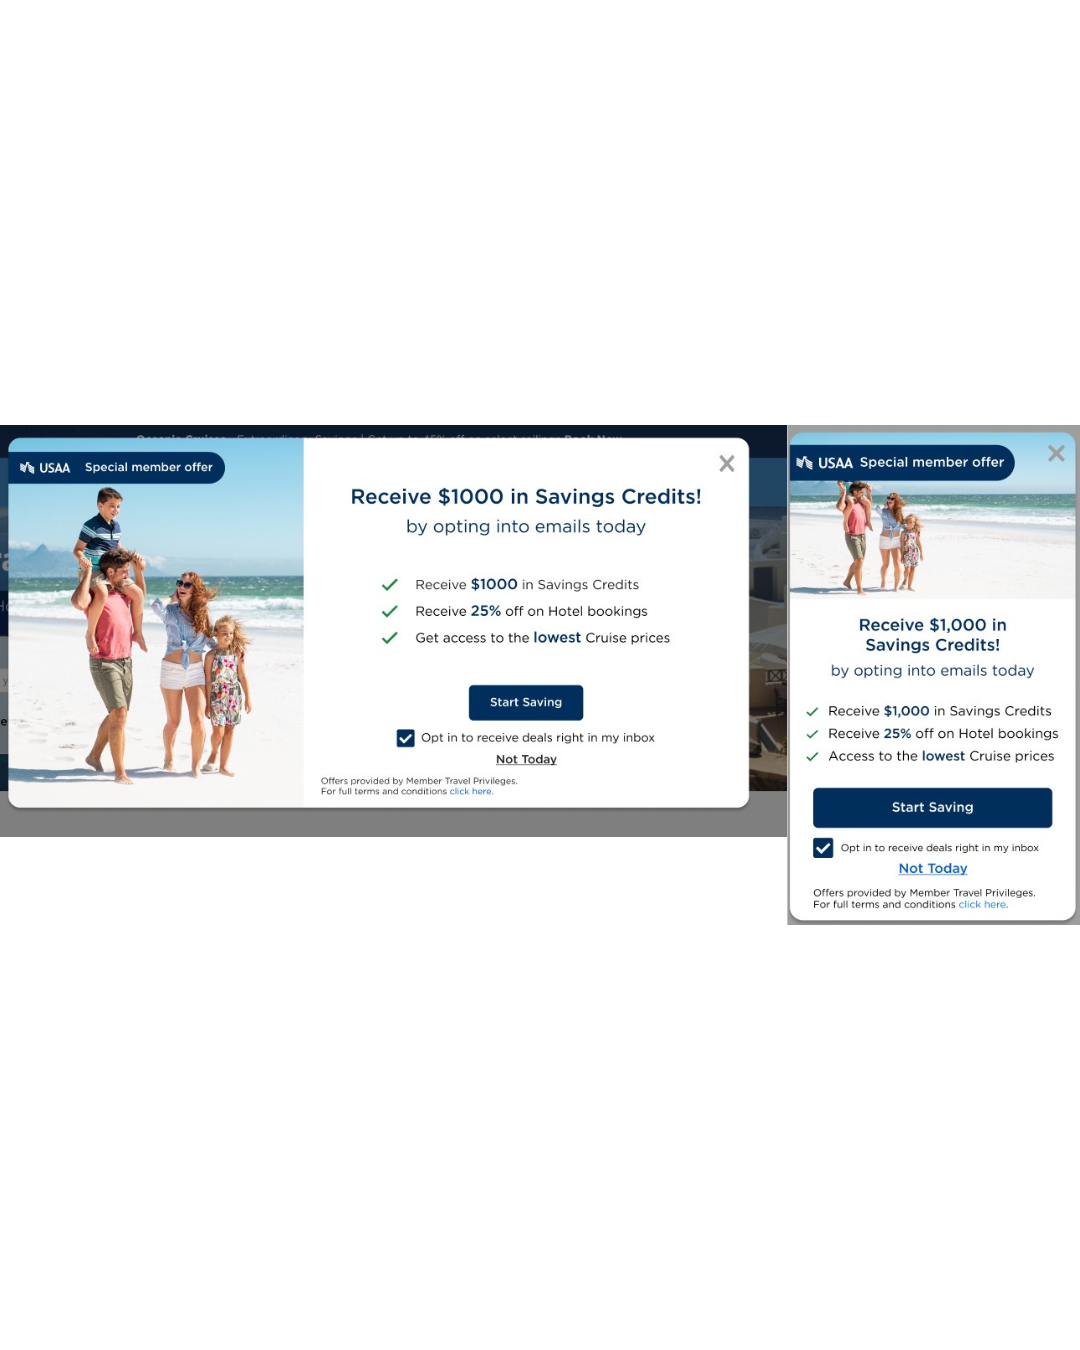 USAA Special member offer
Receive $1000 in Savings Credits!
by opting into emails today
Receive $1000 in Savings Credits
Receive 25% off on Hotel bookings
Get access to the lowest Cruise prices
Start Saving
Opt in to receive deals right in my inbox
Not Today
Offers provided by Member Travel Privileges.
For full terms and conditions click here.
USAA Special member offer
Receive $1,000 in
Savings Credits!
by opting into emails today
Receive $1,000 in Savings Credits
Receive 25% off on Hotel bookings
Access to the lowest Cruise prices
Start Saving
Opt in to receive deals right in my inbox
Not Today
Offers provided by Member Travel Privileges.
For full terms and conditions click here.